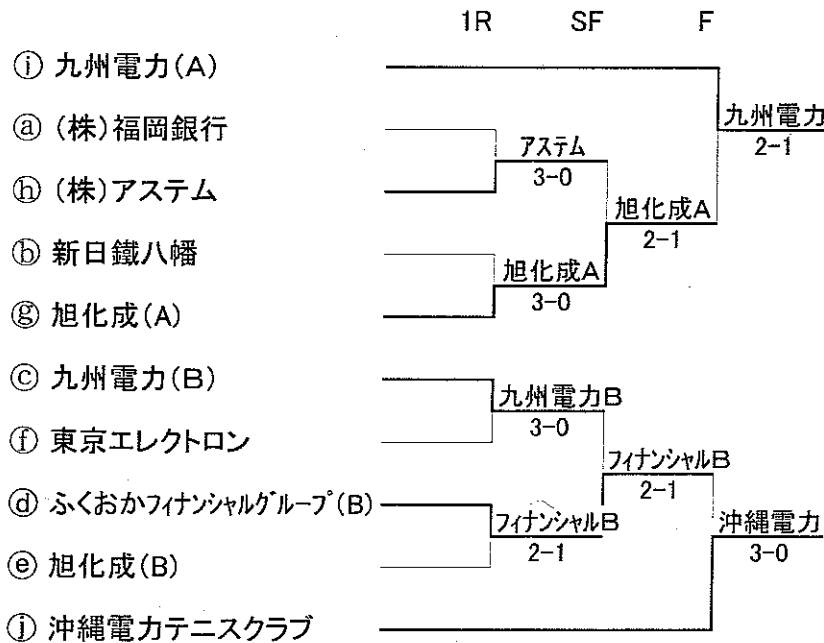 1R SF F
ⓘ 九州電力(A)
九州電力
ⓐ (株)福岡銀行
2-1
アステム
3-0
ⓗ (株)アステム
旭化成A
2-1
ⓑ 新日鐵八幡
旭化成A
3-0
ⓖ 旭化成(A)
ⓒ 九州電力(B)
九州電力B
3-0
ⓕ 東京エレクトロン
フィナンシャルB
2-1
ⓓ ふくおかフィナンシャルグループ(B)
フィナンシャルB
2-1
沖縄電力
3-0
ⓔ 旭化成(B)
ⓙ 沖縄電力テニスクラブ